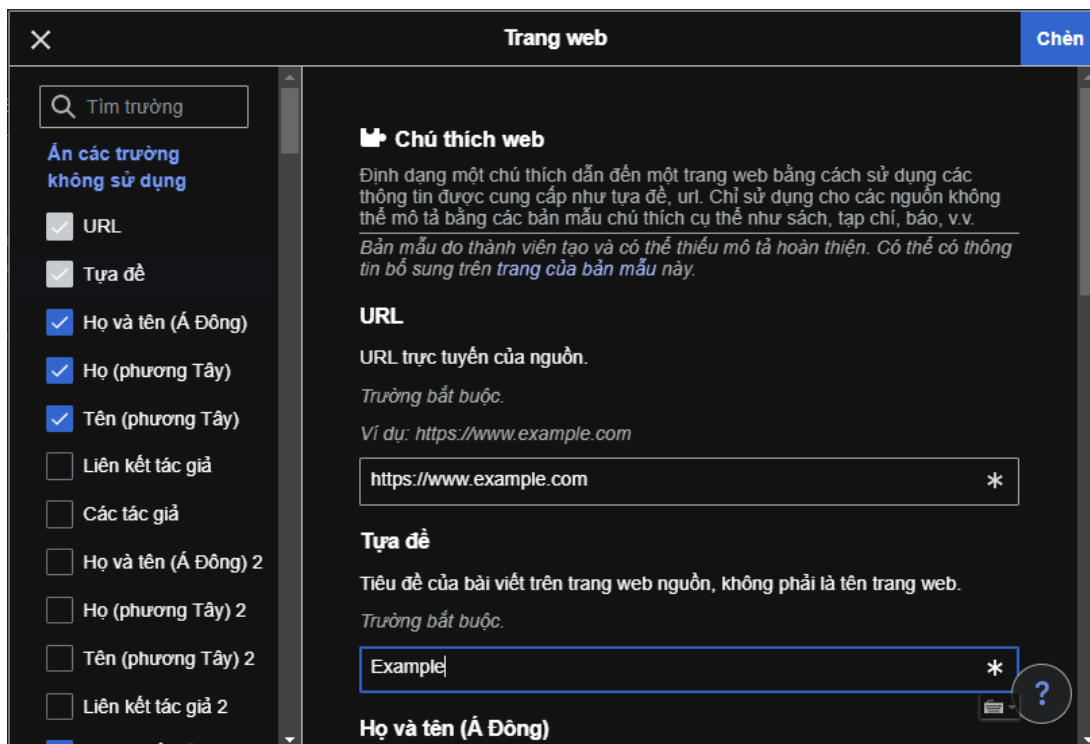 Trang web
Chèn
Tìm trường
Ẩn các trường
không sử dụng
URL
Tựa đề
Họ và tên (Á Đông)
Họ (phương Tây)
Tên (phương Tây)
Liên kết tác giả
Các tác giả
Họ và tên (Á Đông) 2
Họ (phương Tây) 2
Tên (phương Tây) 2
Liên kết tác giả 2
Chú thích web
Định dạng một chú thích dẫn đến một trang web bằng cách sử dụng các
thông tin được cung cấp như tựa đề, url. Chỉ sử dụng cho các nguồn không
thể mô tả bằng các bản mẫu chú thích cụ thể như sách, tạp chí, báo, v.v.
Bản mẫu do thành viên tạo và có thể thiếu mô tả hoàn thiện. Có thể có thông
tin bổ sung trên trang của bản mẫu này.
URL
URL trực tuyến của nguồn.
Trường bắt buộc.
Ví dụ: https://www.example.com
https://www.example.com
Tựa đề
Tiêu đề của bài viết trên trang web nguồn, không phải là tên trang web.
Trường bắt buộc.
Example
?
Họ và tên (Á Đông)